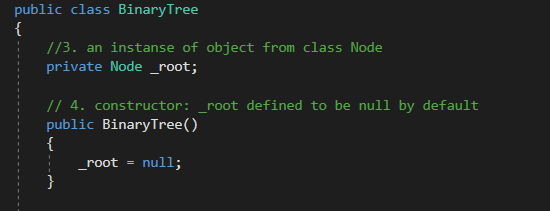 public class BinaryTree
{
//3. an instanse of object from class Node
private Node _root;
// 4. constructor: _root defined to be null by default
public BinaryTree()
{
_root = null;
}